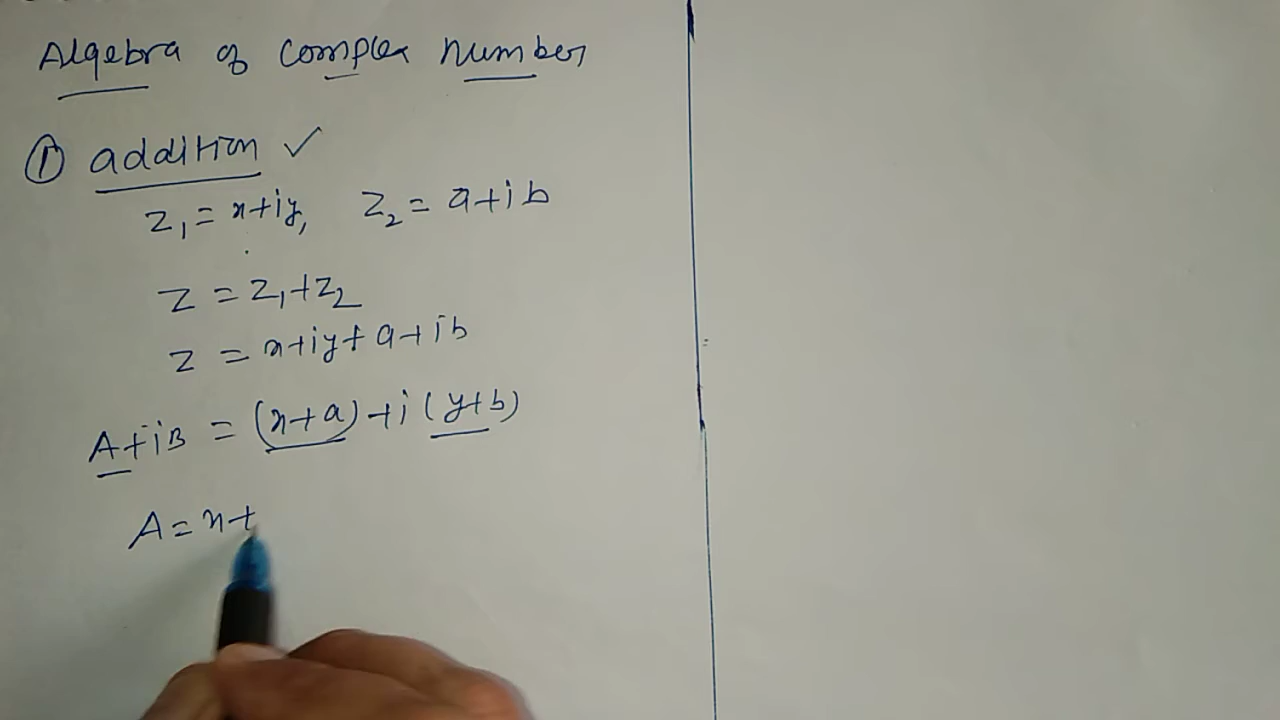 Algebra of Complex Number
① addition ✓
z₁ = x+iy, z₂ = a+ib
z = z₁+z₂
z = x+iy+a+ib
A+iB = (x+a)+i(y+b)
A = x+